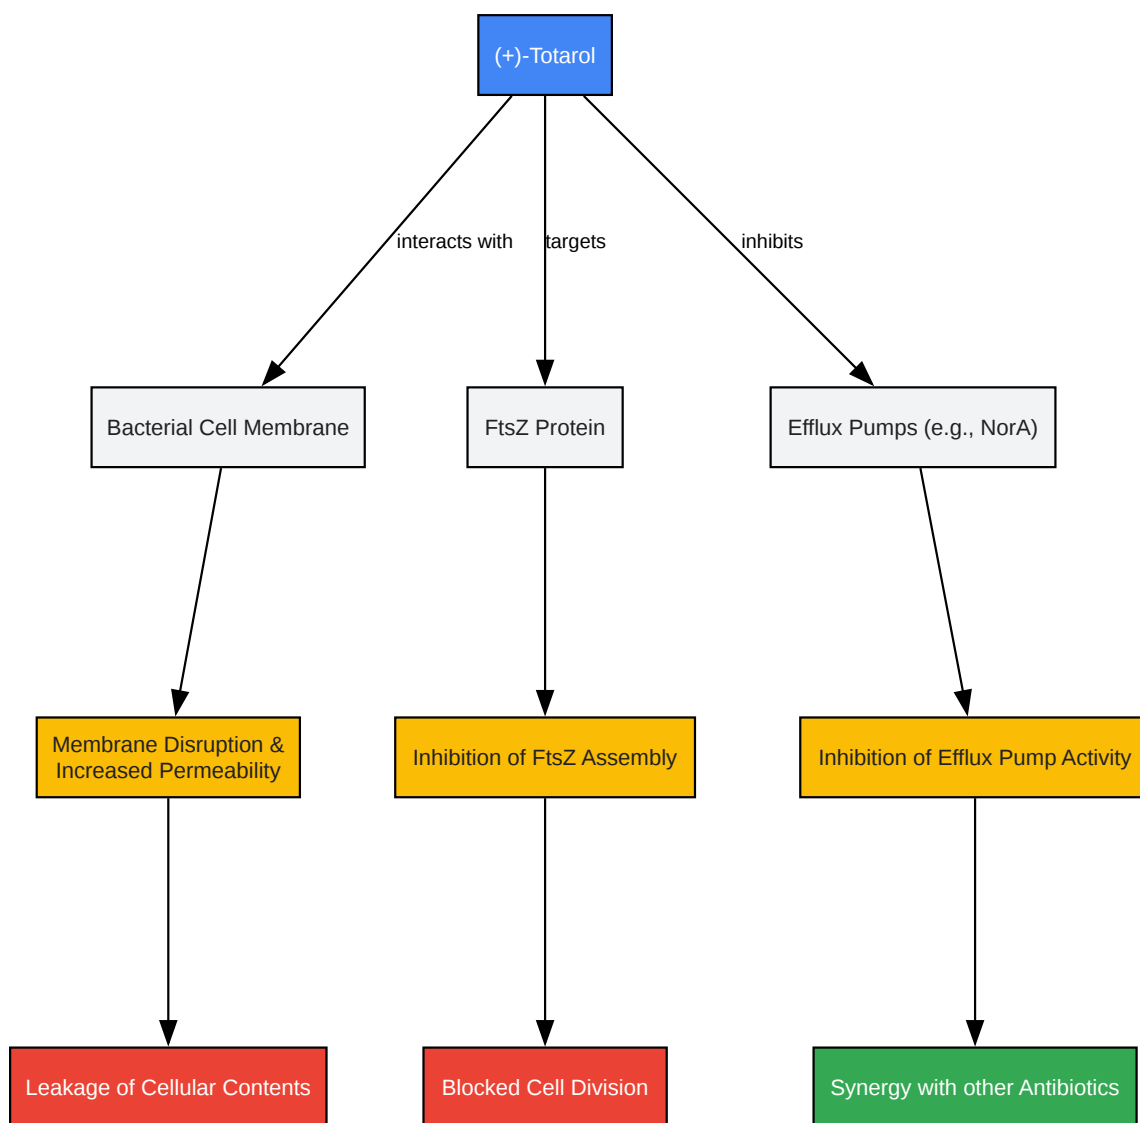 (+)-Totarol
interacts with
targets
inhibits
Bacterial Cell Membrane
FtsZ Protein
Efflux Pumps (e.g., NorA)
Membrane Disruption &
Increased Permeability
Inhibition of FtsZ Assembly
Inhibition of Efflux Pump Activity
Leakage of Cellular Contents
Blocked Cell Division
Synergy with other Antibiotics